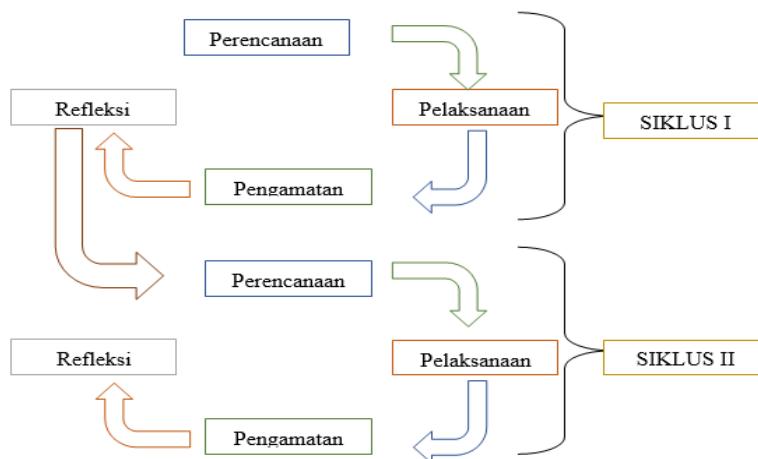 Perencanaan
Refleksi
Pelaksanaan
SIKLUS I
Pengamatan
Perencanaan
Refleksi
Pelaksanaan
SIKLUS II
Pengamatan